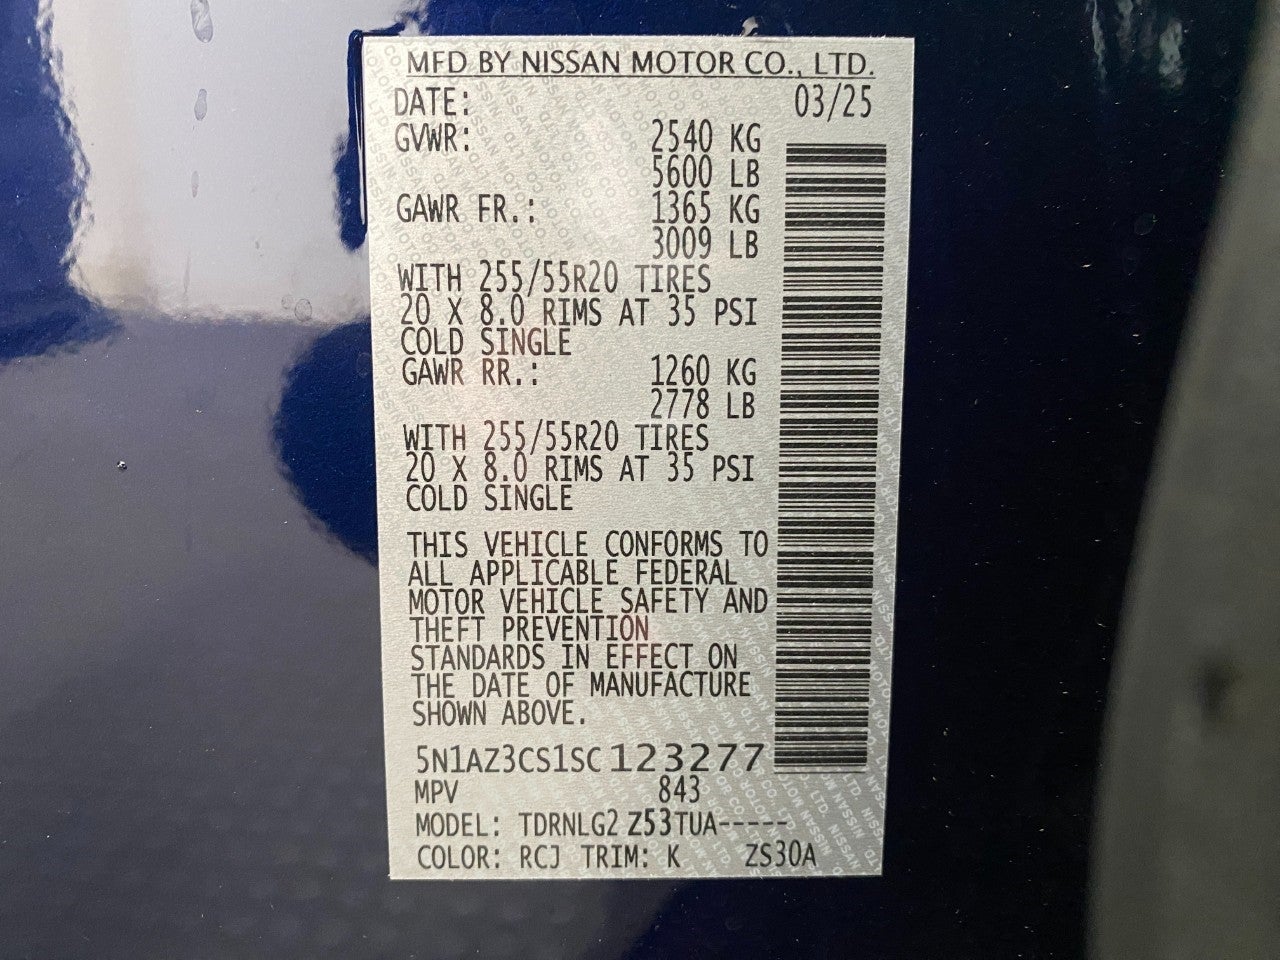 MFD BY NISSAN MOTOR CO., LTD.
DATE: 03/25
GVWR: 2540 KG
5600 LB
GAWR FR.: 1365 KG
3009 LB
WITH 255/55R20 TIRES
20 X 8.0 RIMS AT 35 PSI
COLD SINGLE
GAWR RR.: 1260 KG
2778 LB
WITH 255/55R20 TIRES
20 X 8.0 RIMS AT 35 PSI
COLD SINGLE
THIS VEHICLE CONFORMS TO
ALL APPLICABLE FEDERAL
MOTOR VEHICLE SAFETY AND
THEFT PREVENTION
STANDARDS IN EFFECT ON
THE DATE OF MANUFACTURE
SHOWN ABOVE.
5N1AZ3CS1SC123277
MPV 843
MODEL: TDRNLG2 Z53TUA-----
COLOR: RCJ TRIM: K ZS30A